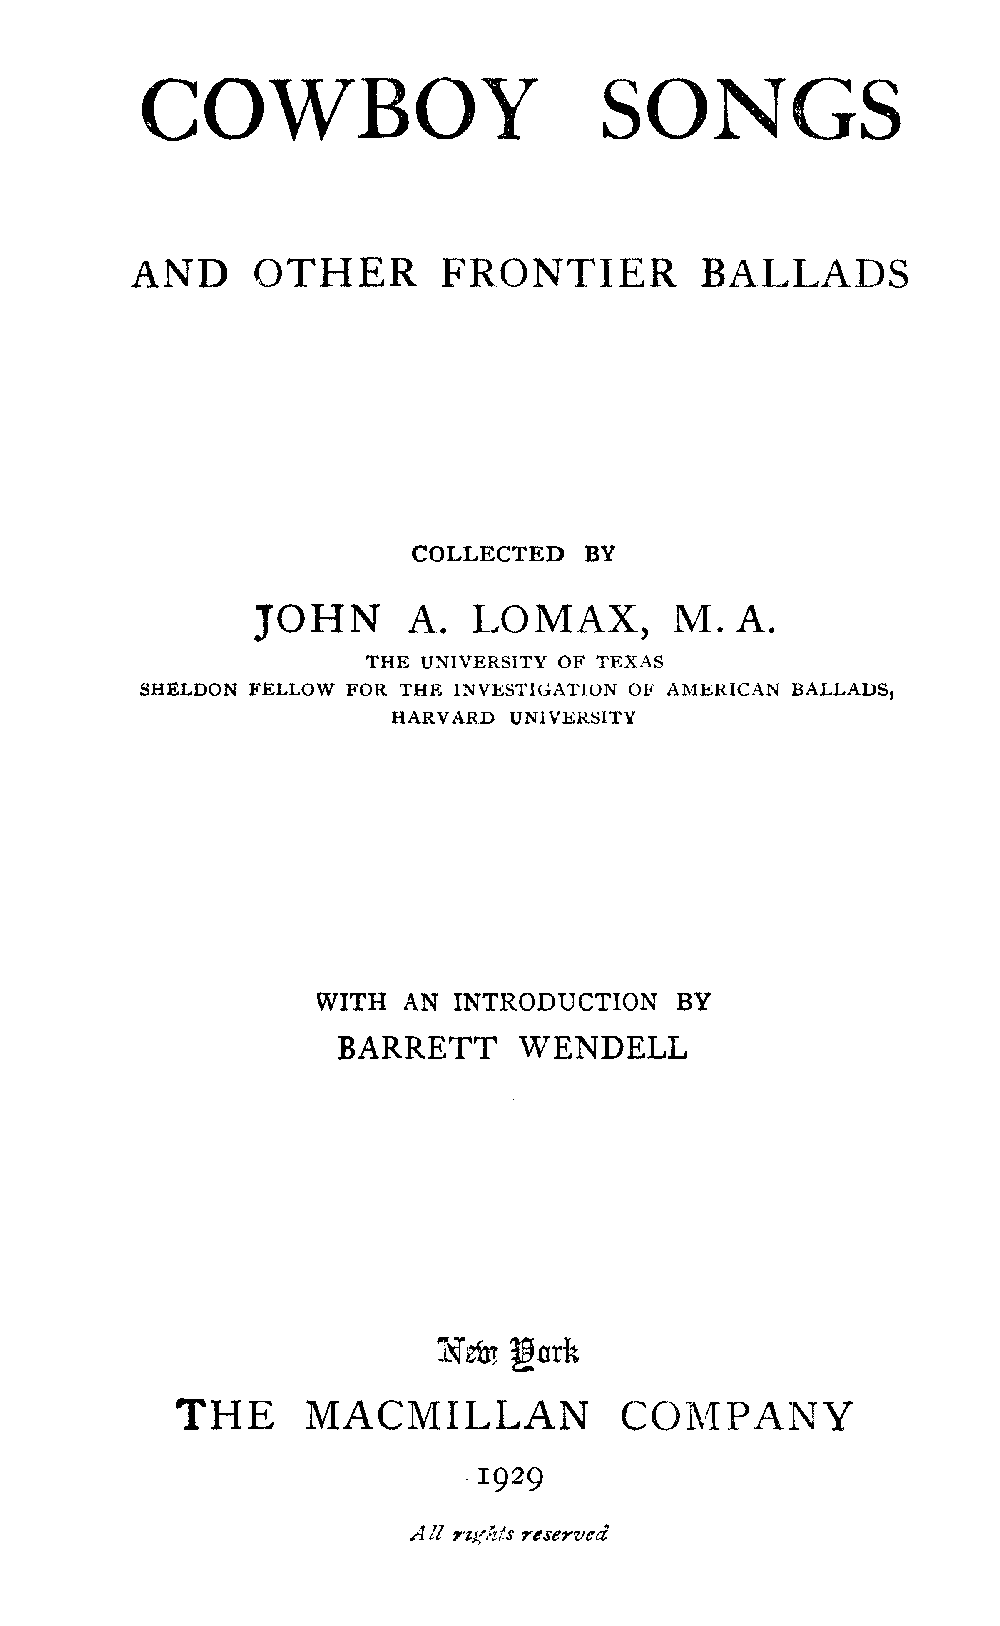 COWBOY SONGS
AND OTHER FRONTIER BALLADS
COLLECTED BY
JOHN A. LOMAX, M. A.
THE UNIVERSITY OF TEXAS
SHELDON FELLOW FOR THE INVESTIGATION OF AMERICAN BALLADS,
HARVARD UNIVERSITY
WITH AN INTRODUCTION BY
BARRETT WENDELL
New York
THE MACMILLAN COMPANY
1929
All rights reserved